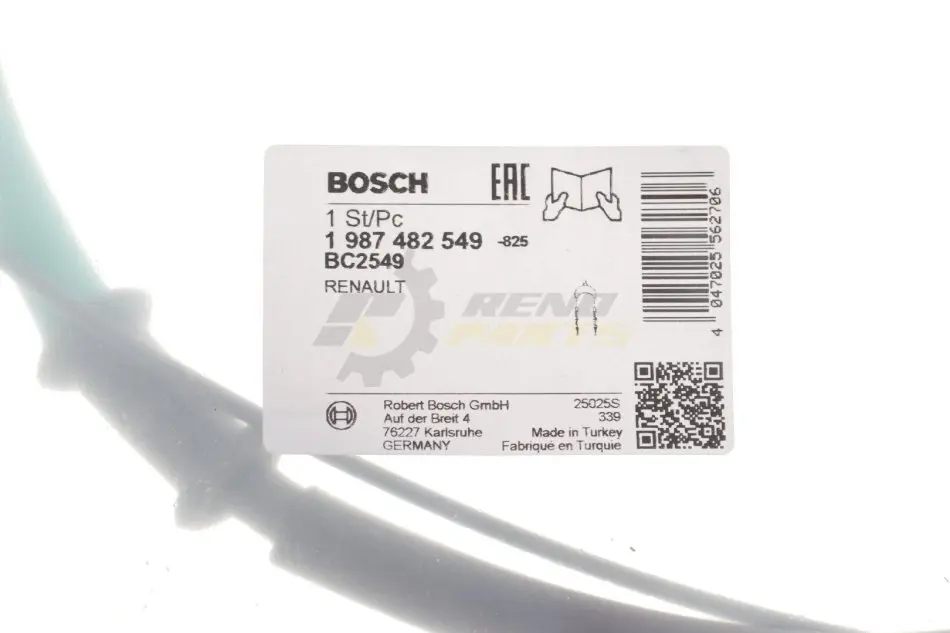 BOSCH EAC
1 St/Pc
1 987 482 549 -825
BC2549
RENAULT
RENO
PARTS
4 047025 562706
Robert Bosch GmbH
Auf der Breit 4
76227 Karlsruhe
GERMANY
25025S
339
Made in Turkey
Fabriqué en Turquie